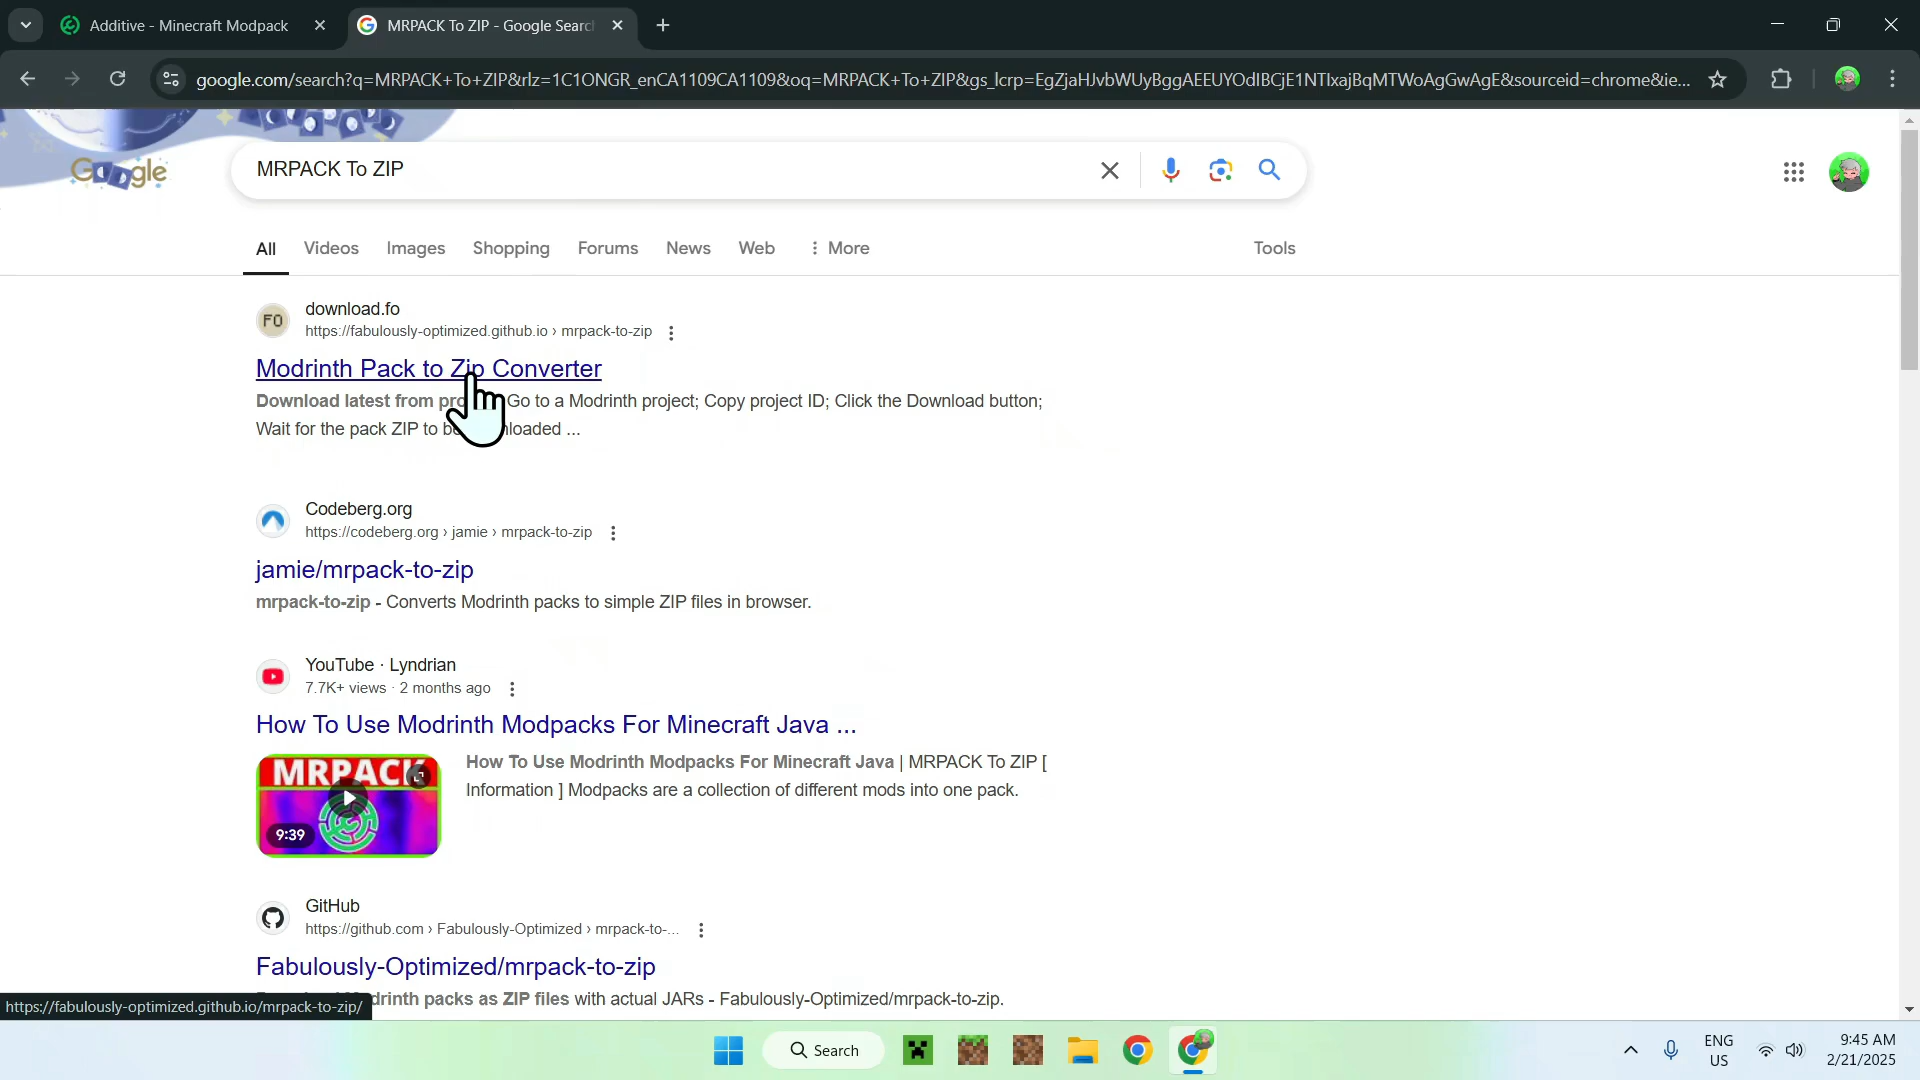 Additive - Minecraft Modpack
MRPACK To ZIP - Google Searc
google.com/search?q=MRPACK+To+ZIP&rlz=1C1ONGR_enCA1109CA1109&oq=MRPACK+To+ZIP&gs_lcrp=EgZjaHJvbWUyBggAEEUYOdIBCjE1NTIxajBqMTWoAgGwAgE&sourceid=chrome&ie...
Google
MRPACK To ZIP
All Videos Images Shopping Forums News Web More Tools
FO
download.fo
https://fabulously-optimized.github.io › mrpack-to-zip
Modrinth Pack to Zip Converter
Download latest from Go to a Modrinth project; Copy project ID; Click the Download button;
Wait for the pack ZIP to ...
Codeberg.org
https://codeberg.org › jamie › mrpack-to-zip
jamie/mrpack-to-zip
mrpack-to-zip - Converts Modrinth packs to simple ZIP files in browser.
YouTube · Lyndrian
7.7K+ views · 2 months ago
How To Use Modrinth Modpacks For Minecraft Java ...
MRPACK
9:39
How To Use Modrinth Modpacks For Minecraft Java | MRPACK To ZIP [
Information ] Modpacks are a collection of different mods into one pack.
GitHub
https://github.com › Fabulously-Optimized › mrpack-to-...
Fabulously-Optimized/mrpack-to-zip
packs as ZIP files with actual JARs - Fabulously-Optimized/mrpack-to-zip.
https://fabulously-optimized.github.io/mrpack-to-zip/
Search
ENG
US
9:45 AM
2/21/2025